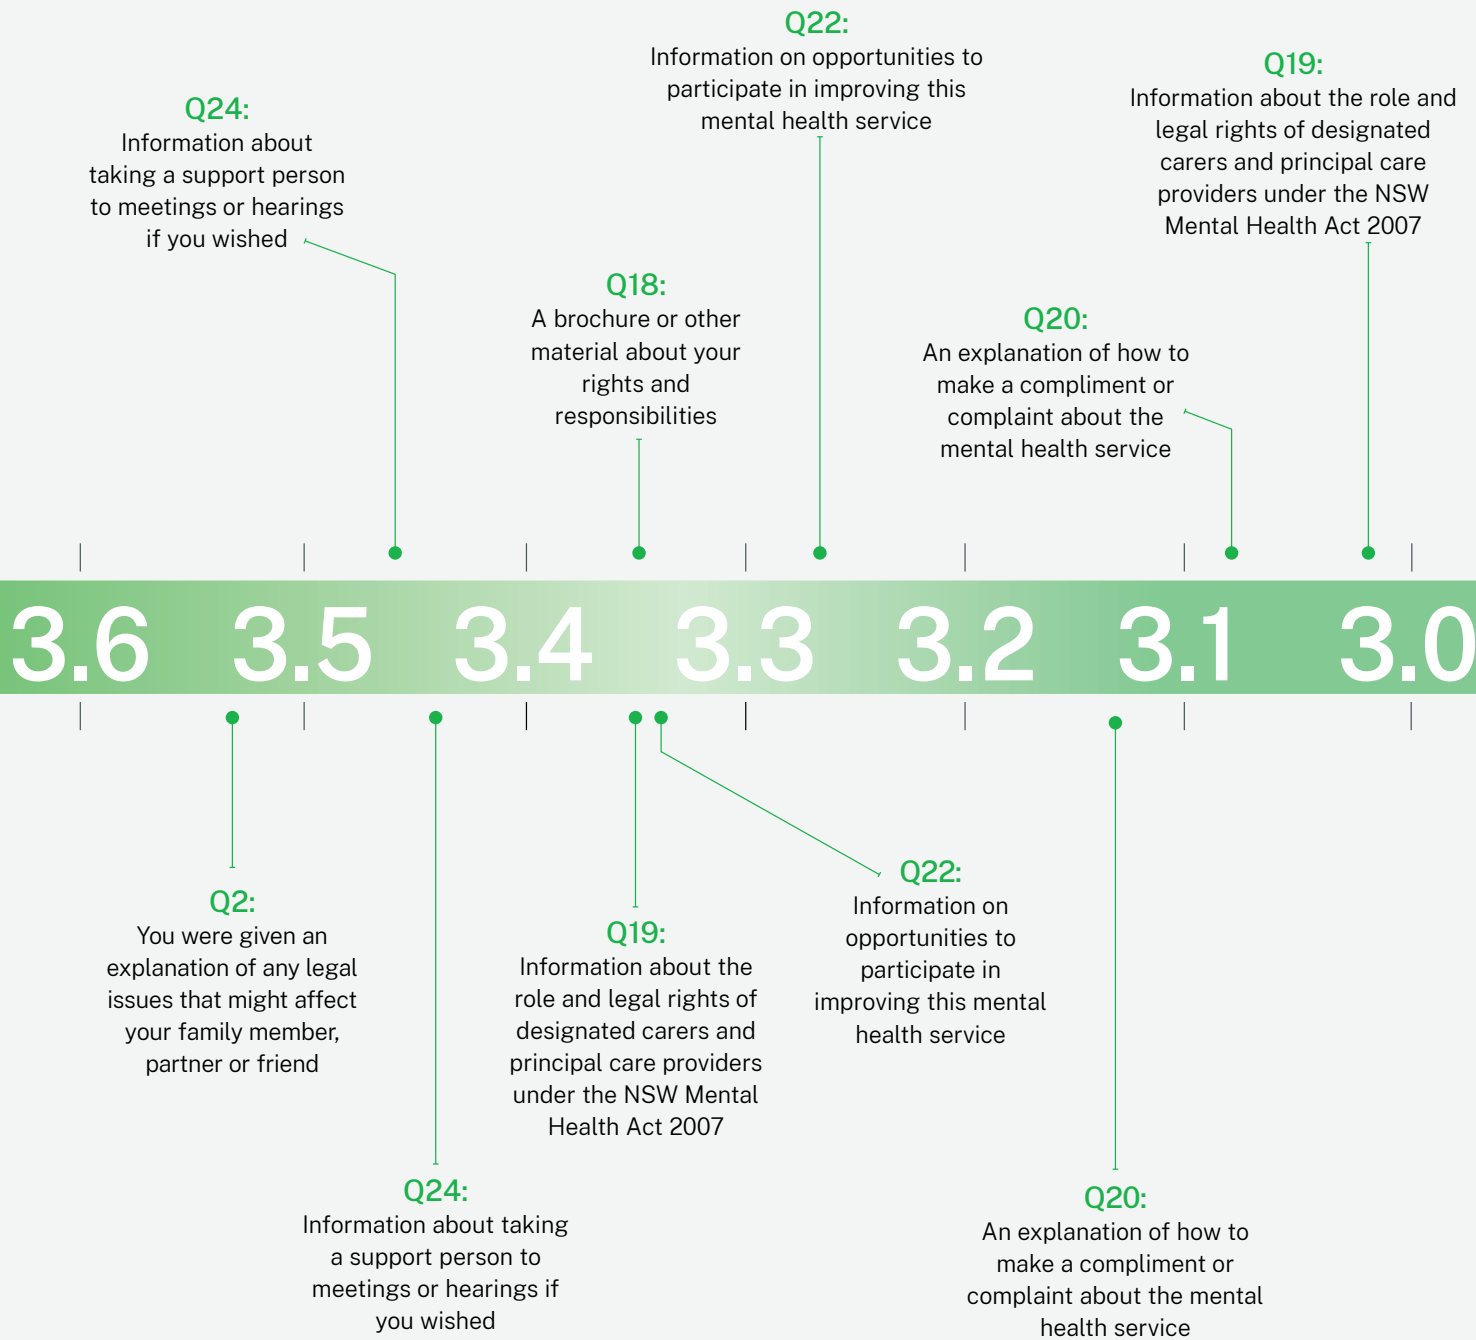 Q22:
Information on opportunities to
participate in improving this
mental health service
Q19:
Information about the role and
legal rights of designated
carers and principal care
providers under the NSW
Mental Health Act 2007
Q24:
Information about
taking a support person
to meetings or hearings
if you wished
Q18:
A brochure or other
material about your
rights and
responsibilities
Q20:
An explanation of how to
make a compliment or
complaint about the
mental health service
3.6 3.5 3.4 3.3 3.2 3.1 3.0
Q2:
You were given an
explanation of any legal
issues that might affect
your family member,
partner or friend
Q19:
Information about the
role and legal rights of
designated carers and
principal care providers
under the NSW Mental
Health Act 2007
Q22:
Information on
opportunities to
participate in
improving this mental
health service
Q24:
Information about taking
a support person to
meetings or hearings if
you wished
Q20:
An explanation of how to
make a compliment or
complaint about the mental
health service